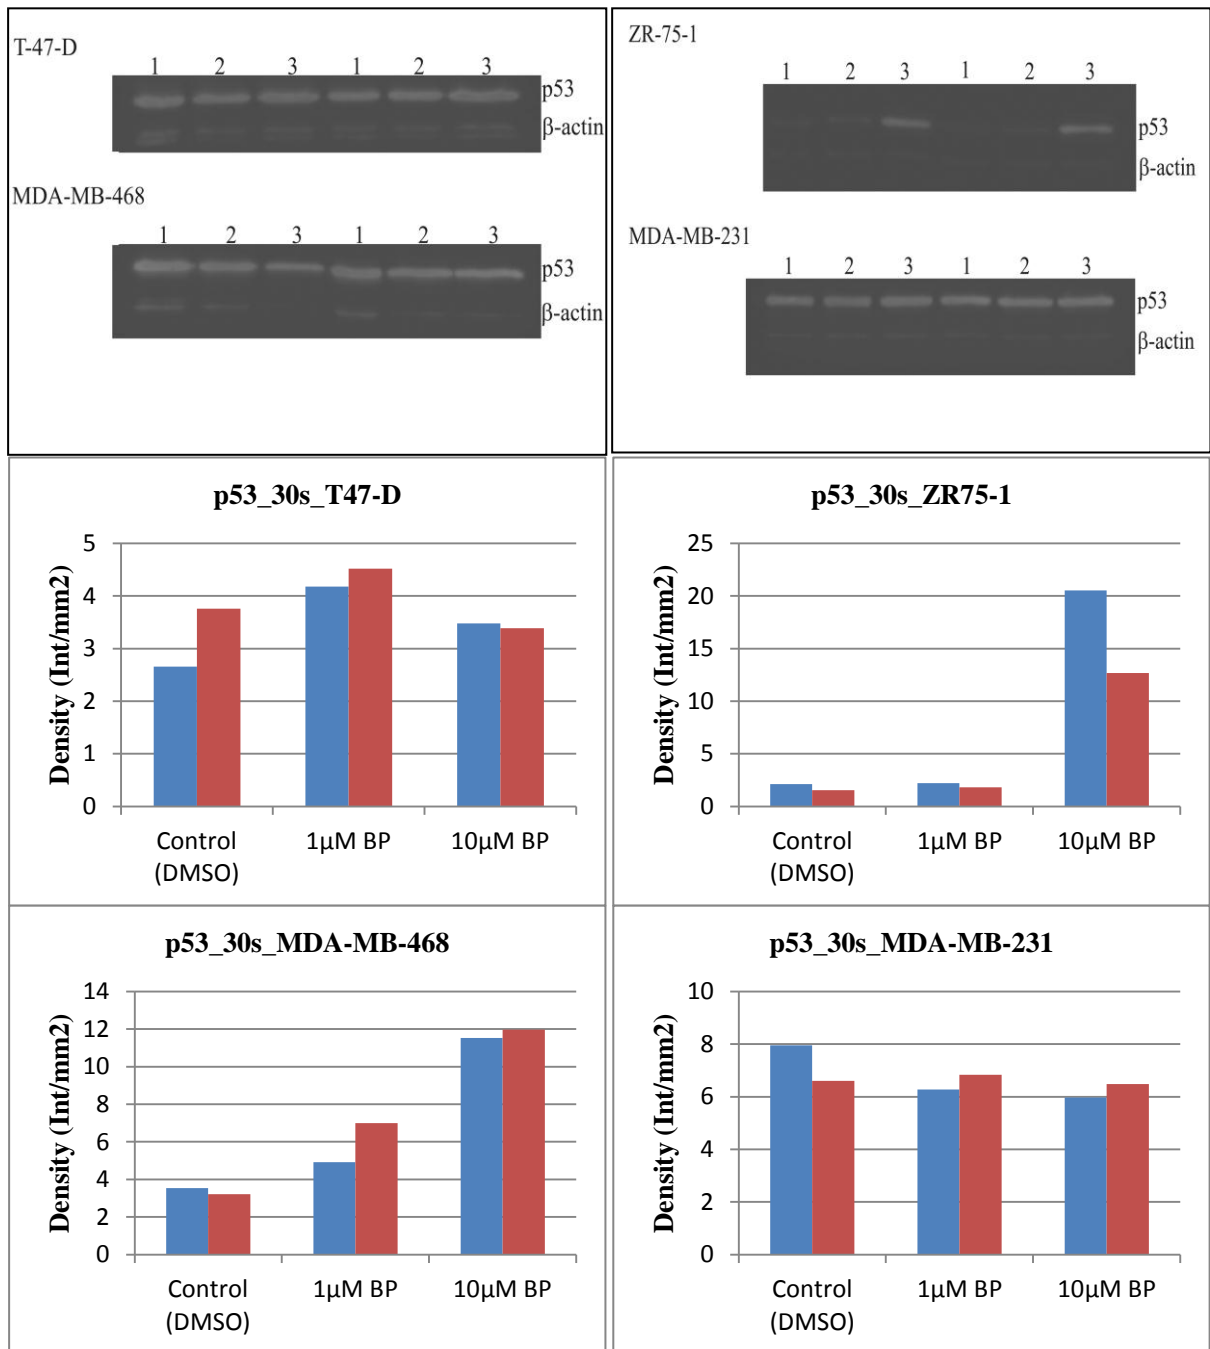 T-47-D
1 2 3 1 2 3
p53
β-actin
MDA-MB-468
1 2 3 1 2 3
p53
β-actin
ZR-75-1
1 2 3 1 2 3
p53
β-actin
MDA-MB-231
1 2 3 1 2 3
p53
β-actin
p53_30s_T47-D
Density (Int/mm2)
5
4
3
2
1
0
Control
(DMSO)
1µM BP
10µM BP
p53_30s_ZR75-1
Density (Int/mm2)
25
20
15
10
5
0
Control
(DMSO)
1µM BP
10µM BP
p53_30s_MDA-MB-468
Density (Int/mm2)
14
12
10
8
6
4
2
0
Control
(DMSO)
1µM BP
10µM BP
p53_30s_MDA-MB-231
Density (Int/mm2)
10
8
6
4
2
0
Control
(DMSO)
1µM BP
10µM BP